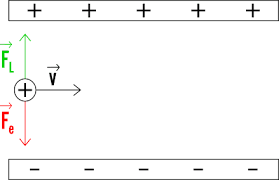 + + + + +
F_L
+ v
F_e
- - - - -